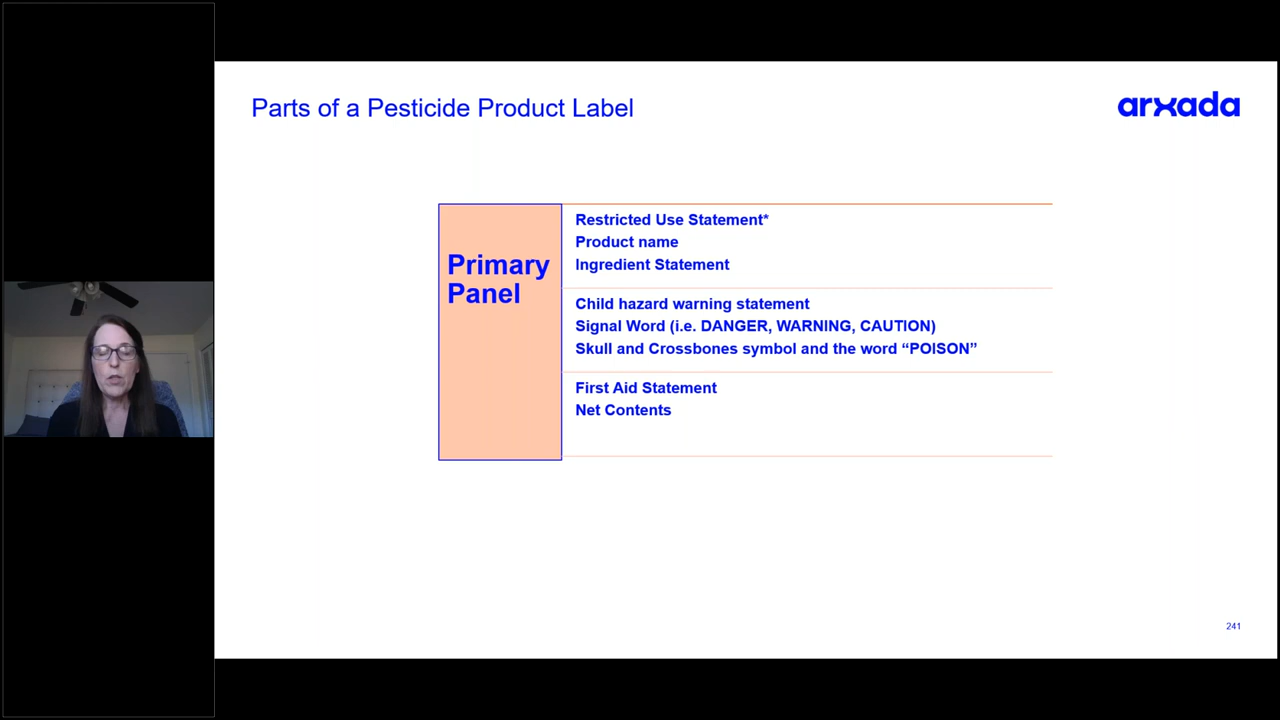 Parts of a Pesticide Product Label
arxada
Primary
Panel
Restricted Use Statement*
Product name
Ingredient Statement
Child hazard warning statement
Signal Word (i.e. DANGER, WARNING, CAUTION)
Skull and Crossbones symbol and the word “POISON”
First Aid Statement
Net Contents
241